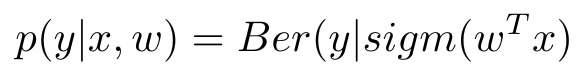 p(y|x, w) = Ber(y|sigm(w^T x)